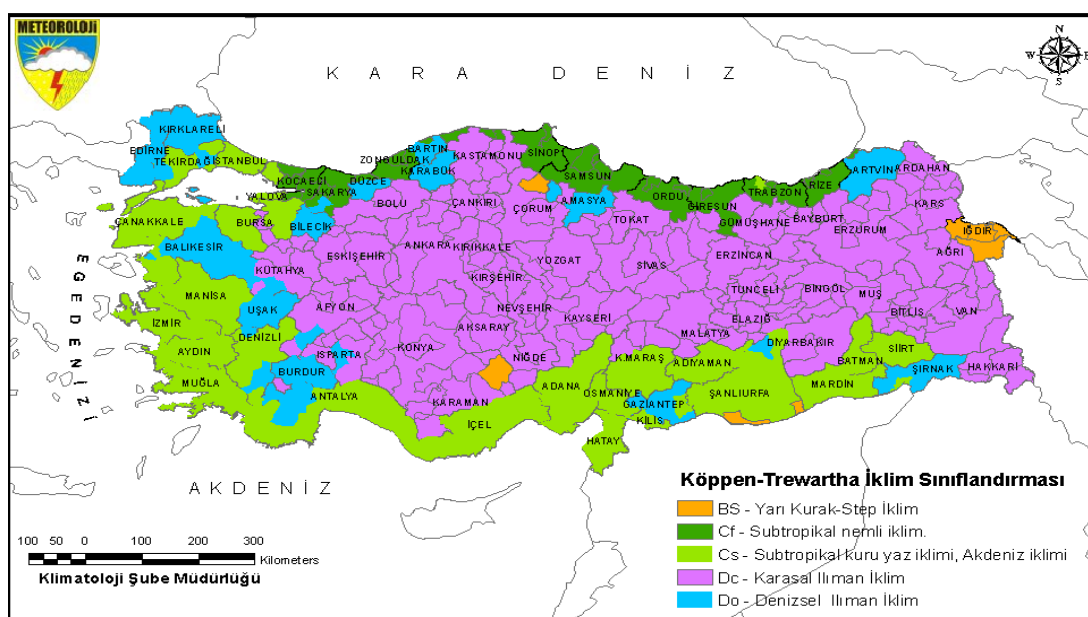 METEOROLOJİ
K A R A D E N İ Z
N
W E
S
KIRKLARELİ
EDİRNE
TEKİRDAĞ
İSTANBUL
KOCAELİ
YALOVA
SAKARYA
DÜZCE
ZONGULDAK
BARTIN
KARABÜK
KASTAMONU
SİNOP
SAMSUN
ORDU
GİRESUN
TRABZON
RİZE
ARTVİN
ARDAHAN
ÇANAKKALE
BURSA
BİLECİK
BOLU
ÇANKIRI
ÇORUM
AMASYA
TOKAT
GÜMÜŞHANE
BAYBURT
ERZURUM
KARS
IĞDIR
BALIKESİR
KÜTAHYA
ESKİŞEHİR
ANKARA
KIRIKKALE
YOZGAT
SİVAS
ERZİNCAN
AĞRI
E G E D E N İ Z İ
MANİSA
UŞAK
AFYON
KIRŞEHİR
NEVŞEHİR
KAYSERİ
TUNCELİ
BİNGÖL
MUŞ
BİTLİS
VAN
İZMİR
AYDIN
DENİZLİ
ISPARTA
KONYA
AKSARAY
NİĞDE
MALATYA
ELAZIĞ
DİYARBAKIR
BATMAN
SİİRT
ŞIRNAK
HAKKARİ
MUĞLA
BURDUR
ANTALYA
KARAMAN
İÇEL
ADANA
K.MARAŞ
OSMANİYE
ADIYAMAN
GAZİANTEP
KİLİS
ŞANLIURFA
MARDİN
HATAY
A K D E N İ Z
100 50 0 100 200 300
Kilometers
Klimatoloji Şube Müdürlüğü
Köppen-Trewartha İklim Sınıflandırması
BS - Yarı Kurak-Step İklim
Cf - Subtropikal nemli iklim.
Cs - Subtropikal kuru yaz iklimi, Akdeniz iklimi
Dc - Karasal Ilıman İklim
Do - Denizsel Ilıman İklim